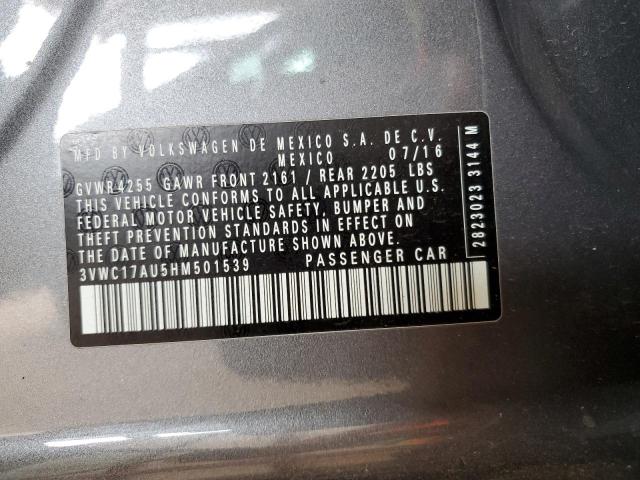 MFD BY VOLKSWAGEN DE MEXICO S.A. DE C.V.
MEXICO 07/16
GVWR4255 GAWR FRONT 2161 / REAR 2205 LBS
THIS VEHICLE CONFORMS TO ALL APPLICABLE U.S.
FEDERAL MOTOR VEHICLE SAFETY, BUMPER AND
THEFT PREVENTION STANDARDS IN EFFECT ON
THE DATE OF MANUFACTURE SHOWN ABOVE.
3VWC17AU5HM501539 PASSENGER CAR
2823023 3144 M